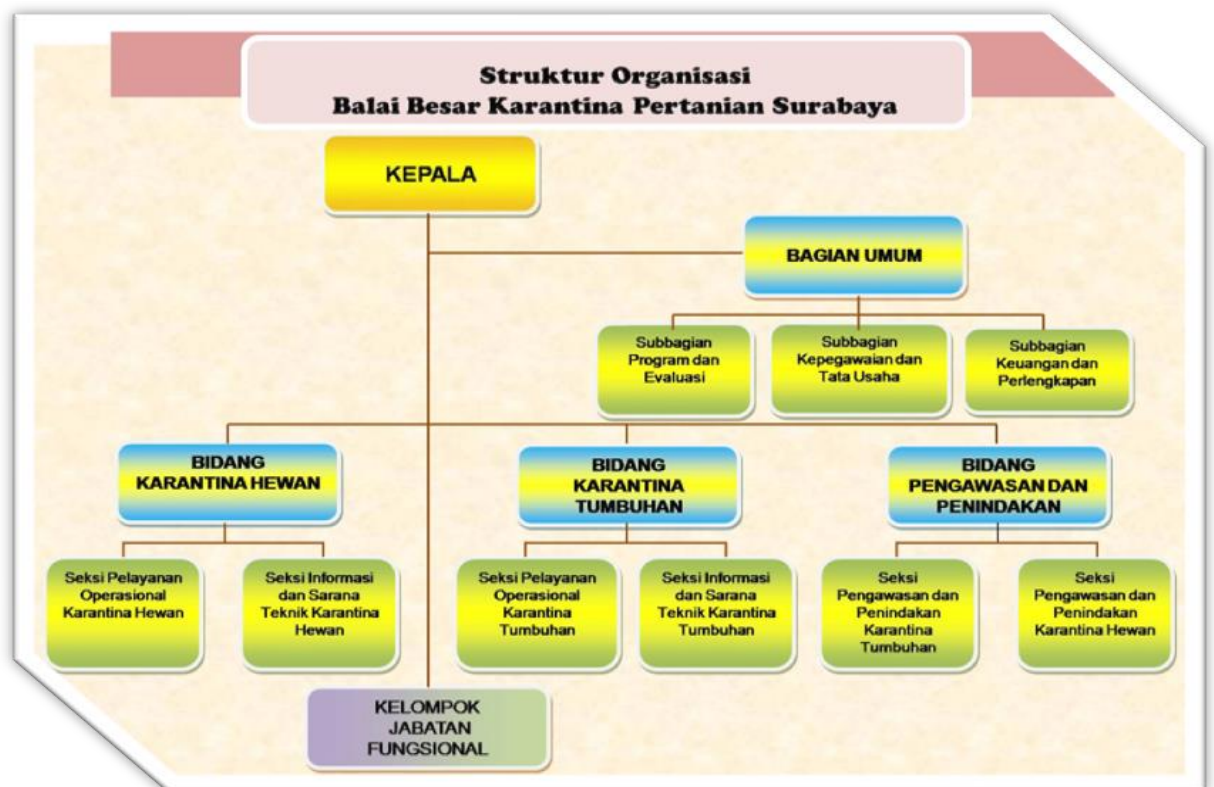 Struktur Organisasi
Balai Besar Karantina Pertanian Surabaya
KEPALA
BAGIAN UMUM
Subbagian
Program dan
Evaluasi
Subbagian
Kepegawaian dan
Tata Usaha
Subbagian
Keuangan dan
Perlengkapan
BIDANG
KARANTINA HEWAN
BIDANG
KARANTINA
TUMBUHAN
BIDANG
PENGAWASAN DAN
PENINDAKAN
Seksi Pelayanan
Operasional
Karantina Hewan
Seksi Informasi
dan Sarana
Teknik Karantina
Hewan
Seksi Pelayanan
Operasional
Karantina
Tumbuhan
Seksi Informasi
dan Sarana
Teknik Karantina
Tumbuhan
Seksi
Pengawasan dan
Penindakan
Karantina
Tumbuhan
Seksi
Pengawasan dan
Penindakan
Karantina Hewan
KELOMPOK
JABATAN
FUNGSIONAL